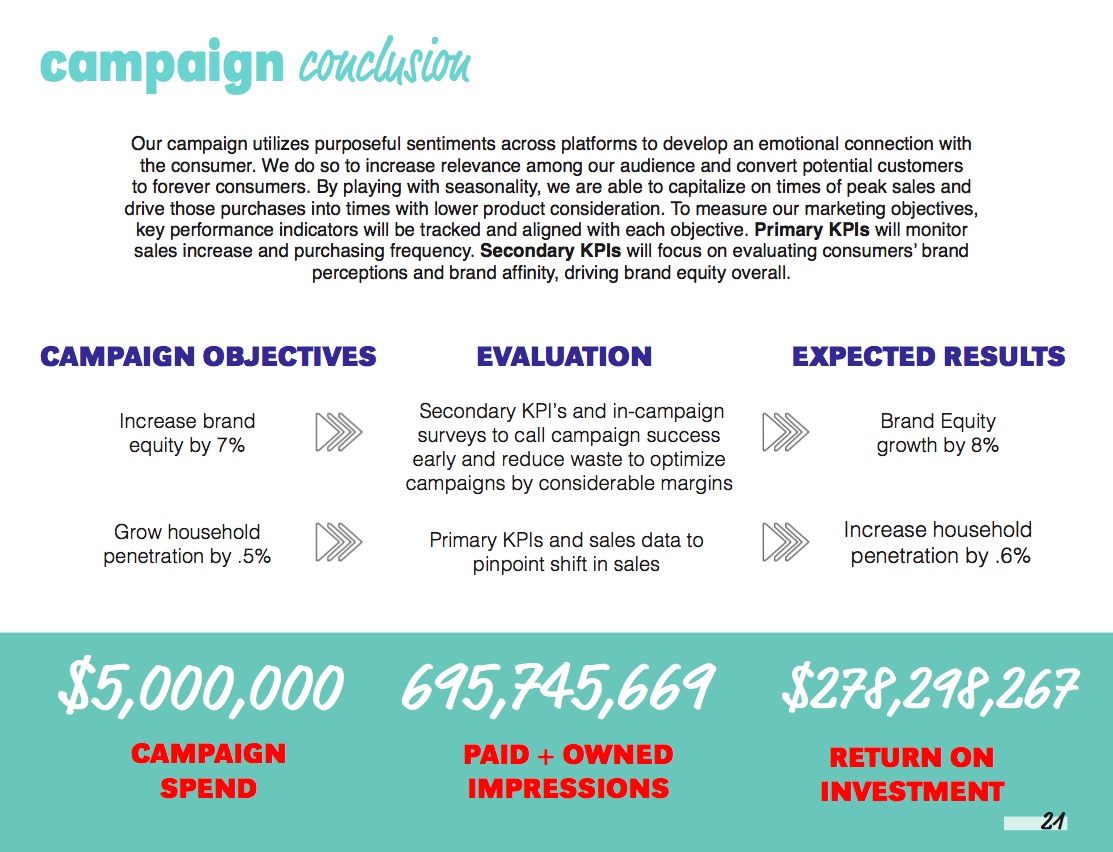 campaign conclusion
Our campaign utilizes purposeful sentiments across platforms to develop an emotional connection with
the consumer. We do so to increase relevance among our audience and convert potential customers
to forever consumers. By playing with seasonality, we are able to capitalize on times of peak sales and
drive those purchases into times with lower product consideration. To measure our marketing objectives,
key performance indicators will be tracked and aligned with each objective. Primary KPIs will monitor
sales increase and purchasing frequency. Secondary KPIs will focus on evaluating consumers’ brand
perceptions and brand affinity, driving brand equity overall.
CAMPAIGN OBJECTIVES
EVALUATION
EXPECTED RESULTS
Increase brand
equity by 7%
Secondary KPI’s and in-campaign
surveys to call campaign success
early and reduce waste to optimize
campaigns by considerable margins
Brand Equity
growth by 8%
Grow household
penetration by .5%
Primary KPIs and sales data to
pinpoint shift in sales
Increase household
penetration by .6%
$5,000,000
CAMPAIGN
SPEND
695,745,669
PAID + OWNED
IMPRESSIONS
$278,298,267
RETURN ON
INVESTMENT
21